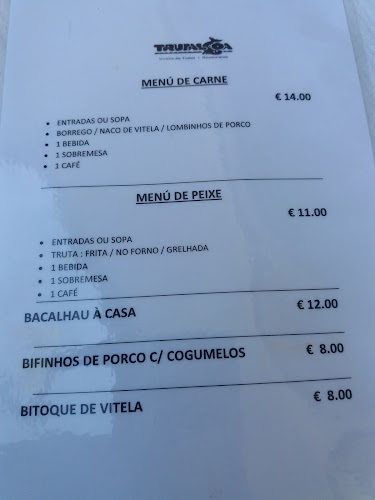 TRUTALCOA
MENÚ DE CARNE
€ 14.00
• ENTRADAS OU SOPA
• BORREGO / NACO DE VITELA / LOMBINHOS DE PORCO
• 1 BEBIDA
• 1 SOBREMESA
• 1 CAFÉ
MENÚ DE PEIXE
€ 11.00
• ENTRADAS OU SOPA
• TRUTA : FRITA / NO FORNO / GRELHADA
• 1 BEBIDA
• 1 SOBREMESA
• 1 CAFÉ
BACALHAU À CASA € 12.00
BIFINHOS DE PORCO C/ COGUMELOS € 8.00
BITOQUE DE VITELA € 8.00